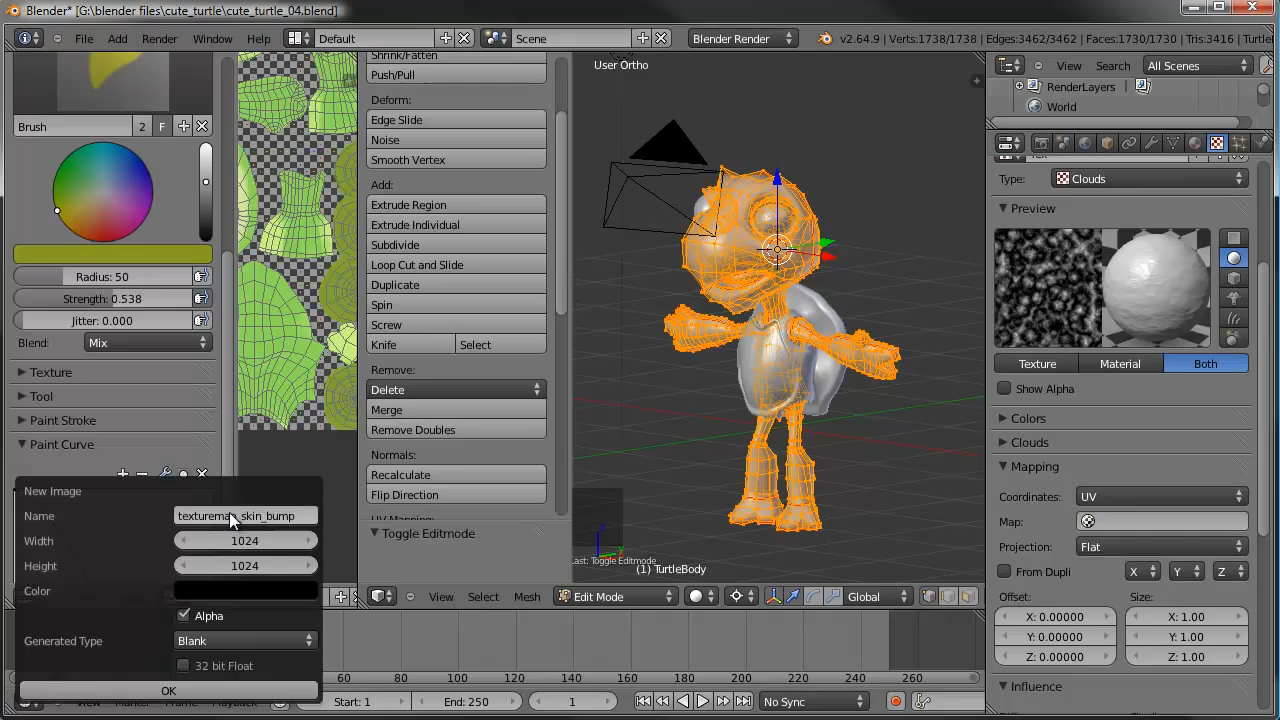 Blender* [G:\blender files\cute_turtle\cute_turtle_04.blend]
File Add Render Window Help Default Scene Blender Render v2.64.9 | Verts:1738/1738 | Edges:3462/3462 | Faces:1730/1730 | Tris:3416 | Turtle
Brush 2 F
Radius: 50
Strength: 0.538
Jitter: 0.000
Blend: Mix
Texture
Tool
Paint Stroke
Paint Curve
New Image
Name
Width 1024
Height 1024
Color
Alpha
Generated Type Blank
32 bit Float
OK
Shrink/Fatten
Push/Pull
Deform:
Edge Slide
Noise
Smooth Vertex
Add:
Extrude Region
Extrude Individual
Subdivide
Loop Cut and Slide
Duplicate
Spin
Screw
Knife Select
Remove:
Delete
Merge
Remove Doubles
Normals:
Recalculate
Flip Direction
UV Mapping:
Toggle Editmode
User Ortho
Last: Toggle Editmode
(1) TurtleBody
View Select Mesh Edit Mode Global
60 80 100 120 140 160 180 200 220 240 260
Marker Frame Playback Start: 1 End: 250 1 No Sync
View Search All Scenes
RenderLayers
World
Type: Clouds
Preview
Texture Material Both
Show Alpha
Colors
Clouds
Mapping
Coordinates: UV
Map:
Projection: Flat
From Dupli X Y Z
Offset: Size:
X: 0.00000 X: 1.00
Y: 0.00000 Y: 1.00
Z: 0.00000 Z: 1.00
Influence